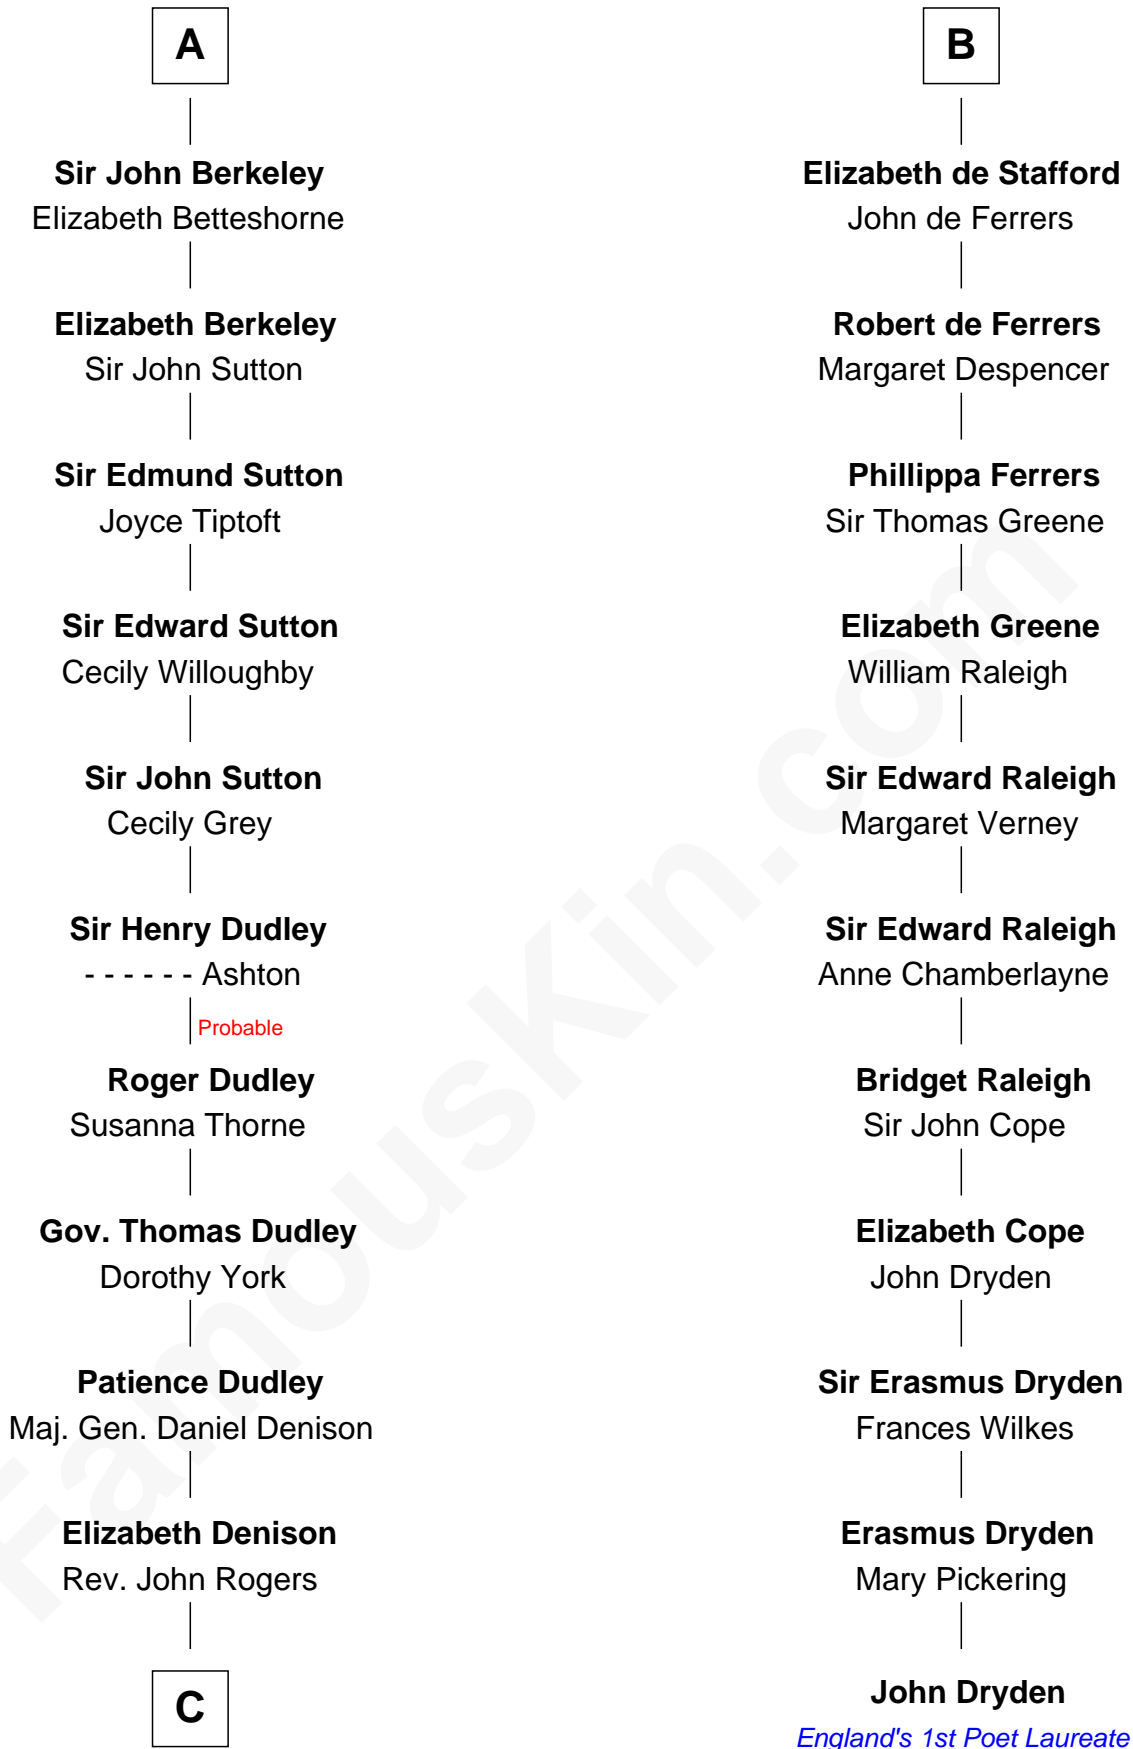 A
Sir John Berkeley
Elizabeth Betteshorne
Elizabeth Berkeley
Sir John Sutton
Sir Edmund Sutton
Joyce Tiptoft
Sir Edward Sutton
Cecily Willoughby
Sir John Sutton
Cecily Grey
Sir Henry Dudley
- - - - - - Ashton
Probable
Roger Dudley
Susanna Thorne
Gov. Thomas Dudley
Dorothy York
Patience Dudley
Maj. Gen. Daniel Denison
Elizabeth Denison
Rev. John Rogers
C
B
Elizabeth de Stafford
John de Ferrers
Robert de Ferrers
Margaret Despencer
Phillippa Ferrers
Sir Thomas Greene
Elizabeth Greene
William Raleigh
Sir Edward Raleigh
Margaret Verney
Sir Edward Raleigh
Anne Chamberlayne
Bridget Raleigh
Sir John Cope
Elizabeth Cope
John Dryden
Sir Erasmus Dryden
Frances Wilkes
Erasmus Dryden
Mary Pickering
John Dryden
England's 1st Poet Laureate
FamousKin.com